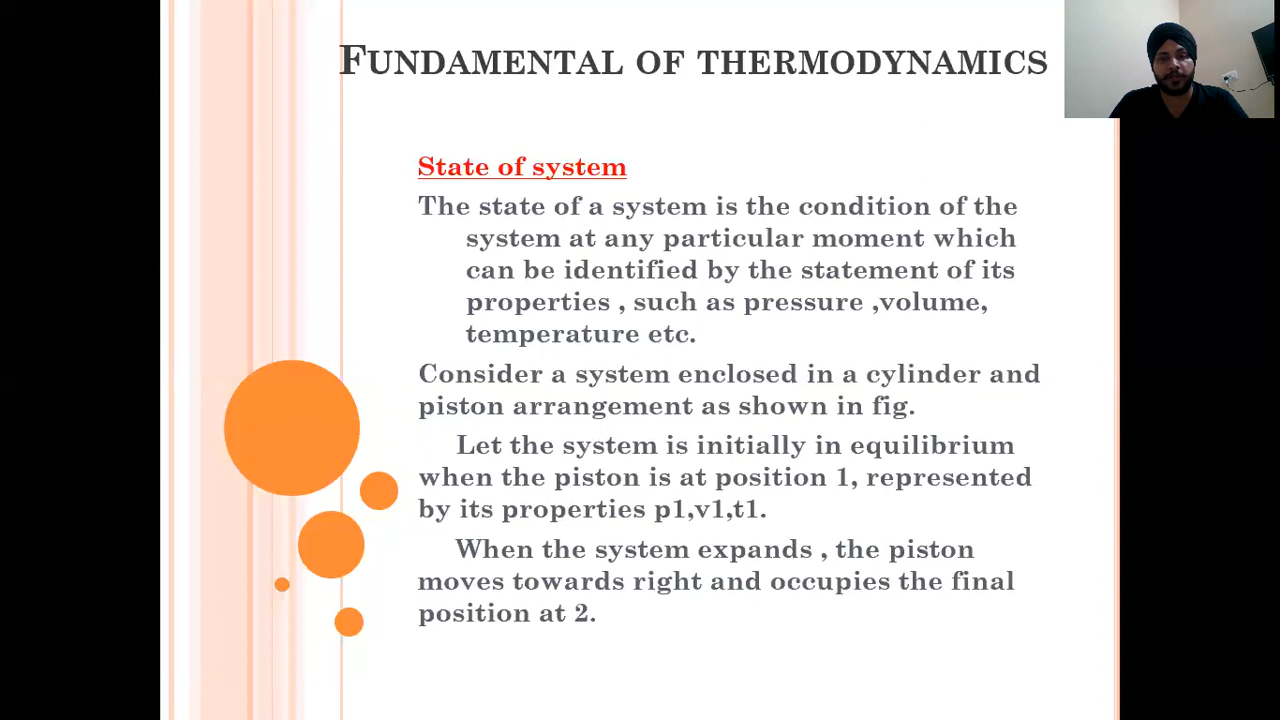 FUNDAMENTAL OF THERMODYNAMICS
State of system
The state of a system is the condition of the
system at any particular moment which
can be identified by the statement of its
properties , such as pressure ,volume,
temperature etc.
Consider a system enclosed in a cylinder and
piston arrangement as shown in fig.
Let the system is initially in equilibrium
when the piston is at position 1, represented
by its properties p1,v1,t1.
When the system expands , the piston
moves towards right and occupies the final
position at 2.